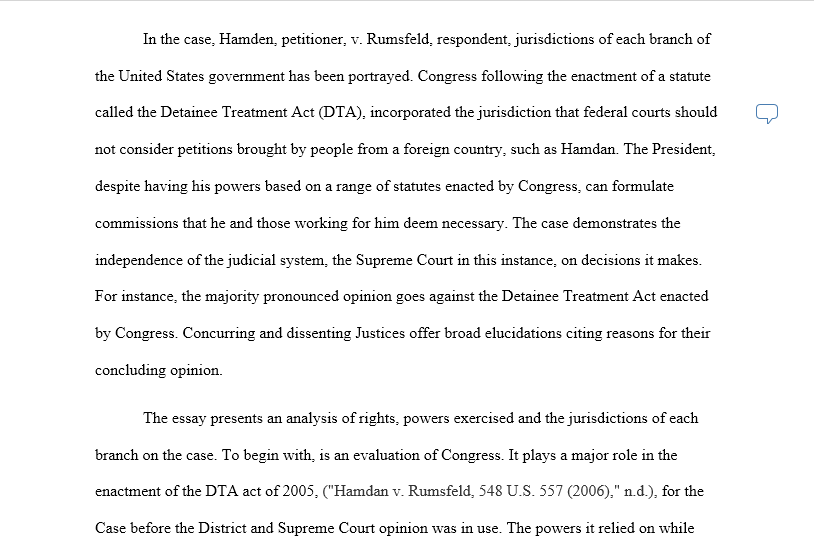 In the case, Hamden, petitioner, v. Rumsfeld, respondent, jurisdictions of each branch of
the United States government has been portrayed. Congress following the enactment of a statute
called the Detainee Treatment Act (DTA), incorporated the jurisdiction that federal courts should
not consider petitions brought by people from a foreign country, such as Hamdan. The President,
despite having his powers based on a range of statutes enacted by Congress, can formulate
commissions that he and those working for him deem necessary. The case demonstrates the
independence of the judicial system, the Supreme Court in this instance, on decisions it makes.
For instance, the majority pronounced opinion goes against the Detainee Treatment Act enacted
by Congress. Concurring and dissenting Justices offer broad elucidations citing reasons for their
concluding opinion.
The essay presents an analysis of rights, powers exercised and the jurisdictions of each
branch on the case. To begin with, is an evaluation of Congress. It plays a major role in the
enactment of the DTA act of 2005, ("Hamdan v. Rumsfeld, 548 U.S. 557 (2006)," n.d.), for the
Case before the District and Supreme Court opinion was in use. The powers it relied on while